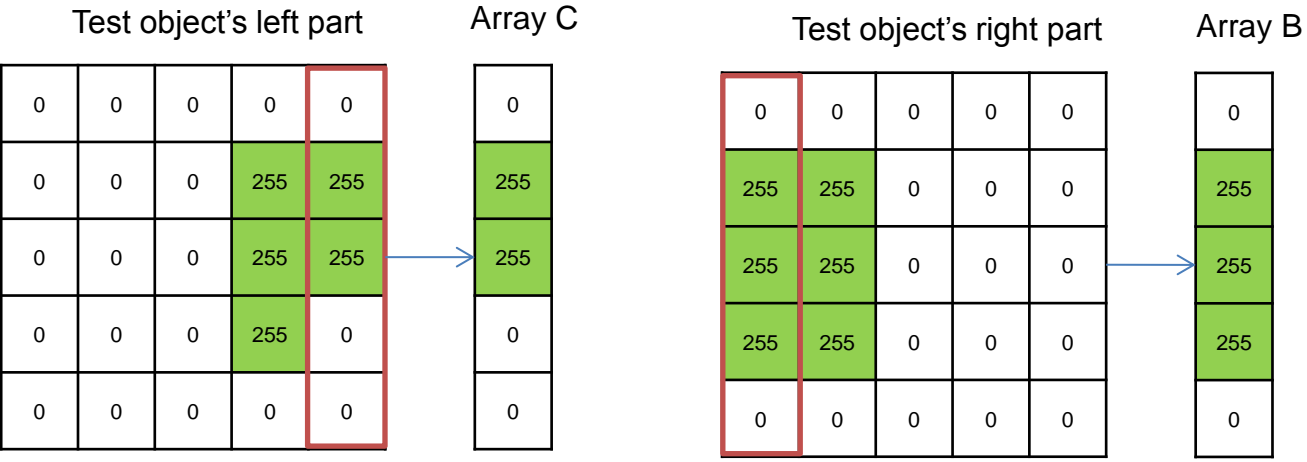 Test object’s left part
Array C
0 0 0 0 0
0 0 0 255 255
0 0 0 255 255
0 0 0 255 0
0 0 0 0 0
0
255
255
0
0
Test object’s right part
Array B
0 0 0 0 0
255 255 0 0 0
255 255 0 0 0
255 255 0 0 0
0 0 0 0 0
0
255
255
255
0